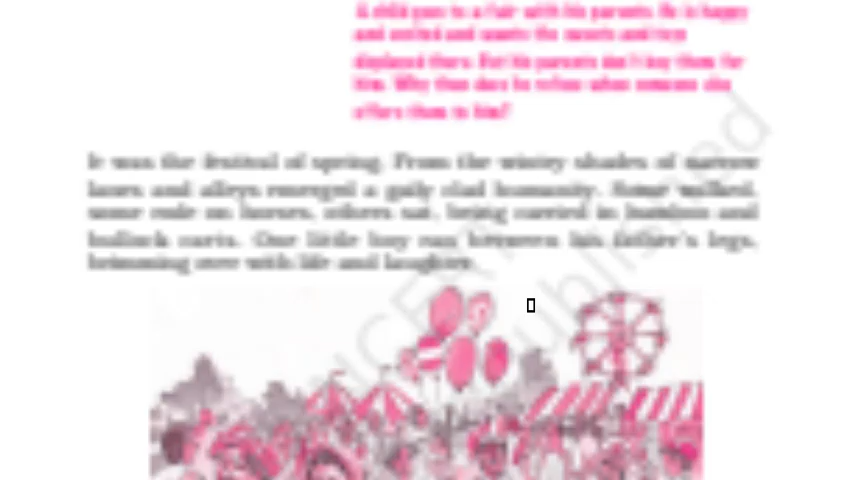 A child goes to a fair with his parents. He is happy
and excited and wants the sweets and toys
displayed there. But his parents don't buy them for
him. Why then does he refuse when someone else
offers them to him?
It was the festival of spring. From the wintry shades of narrow
lanes and alleys emerged a gaily clad humanity. Some walked,
some rode on horses, others sat, being carried in bamboo and
bullock carts. One little boy ran between his father's legs,
brimming over with life and laughter.
NCERT
published